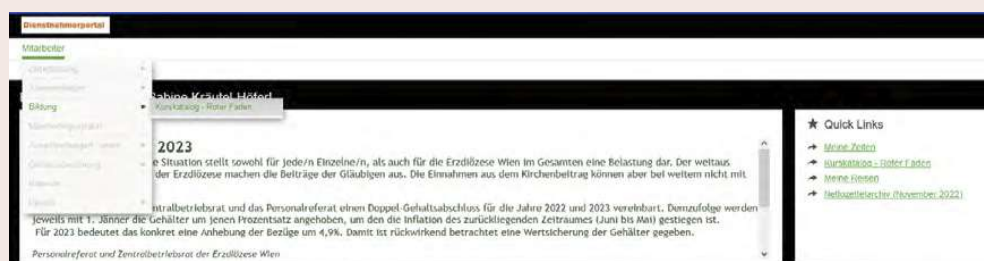 Dienstnehmerportal
Mitarbeiter
Sabine Kräutel-Höferl
Bildung
Kurskatalog - Roter Faden
2023
e Situation stellt sowohl für jede/n Einzelne/n, als auch für die Erzdiözese Wien im Gesamten eine Belastung dar. Der weitaus
der Erzdiözese machen die Beiträge der Gläubigen aus. Die Einnahmen aus dem Kirchenbeitrag können aber bei weitem nicht mit
ntralbetriebsrat und das Personalreferat einen Doppel-Gehaltsabschluss für die Jahre 2022 und 2023 vereinbart. Demzufolge werden
jeweils mit 1. Jänner die Gehälter um jenen Prozentsatz angehoben, um den die Inflation des zurückliegenden Zeitraumes (Juni bis Mai) gestiegen ist.
Für 2023 bedeutet das konkret eine Anhebung der Bezüge um 4,9%. Damit ist rückwirkend betrachtet eine Wertsicherung der Gehälter gegeben.
Personalreferat und Zentralbetriebsrat der Erzdiözese Wien
Quick Links
Meine Zeiten
Kurskatalog - Roter Faden
Meine Reisen
Nettozettelarchiv (November 2022)